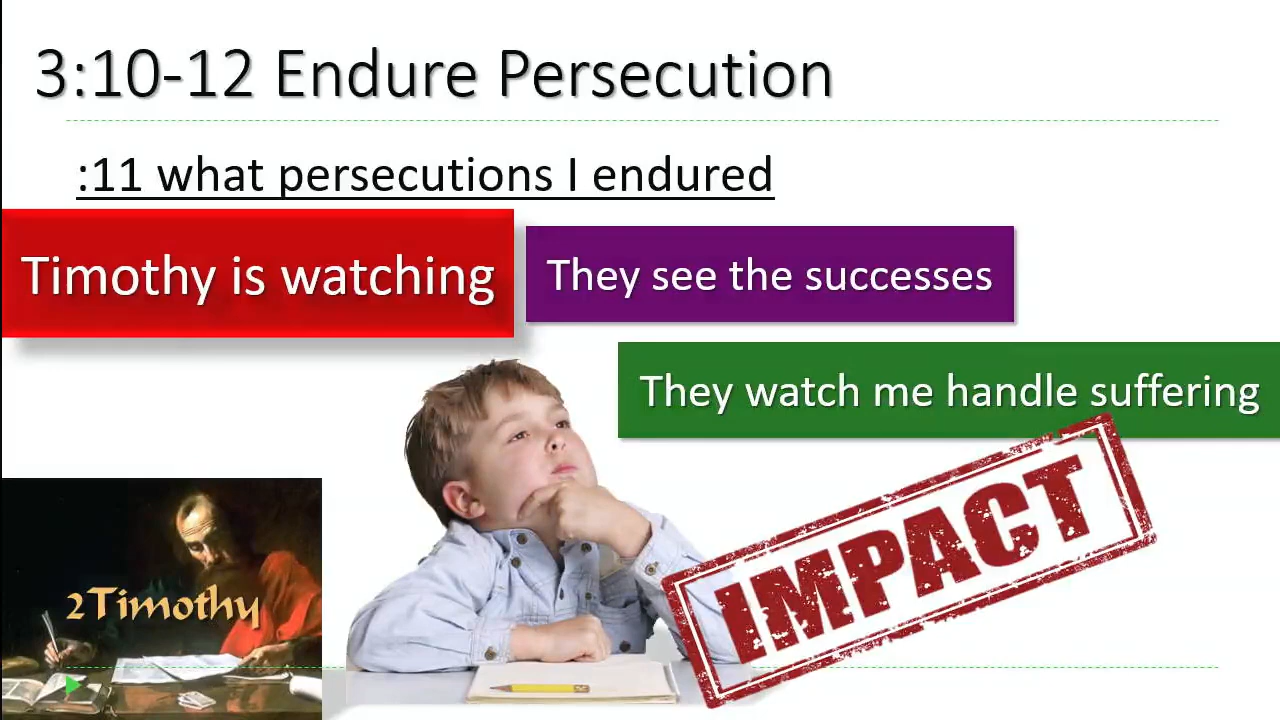 3:10-12 Endure Persecution
:11 what persecutions I endured
Timothy is watching
They see the successes
They watch me handle suffering
IMPACT
2Timothy